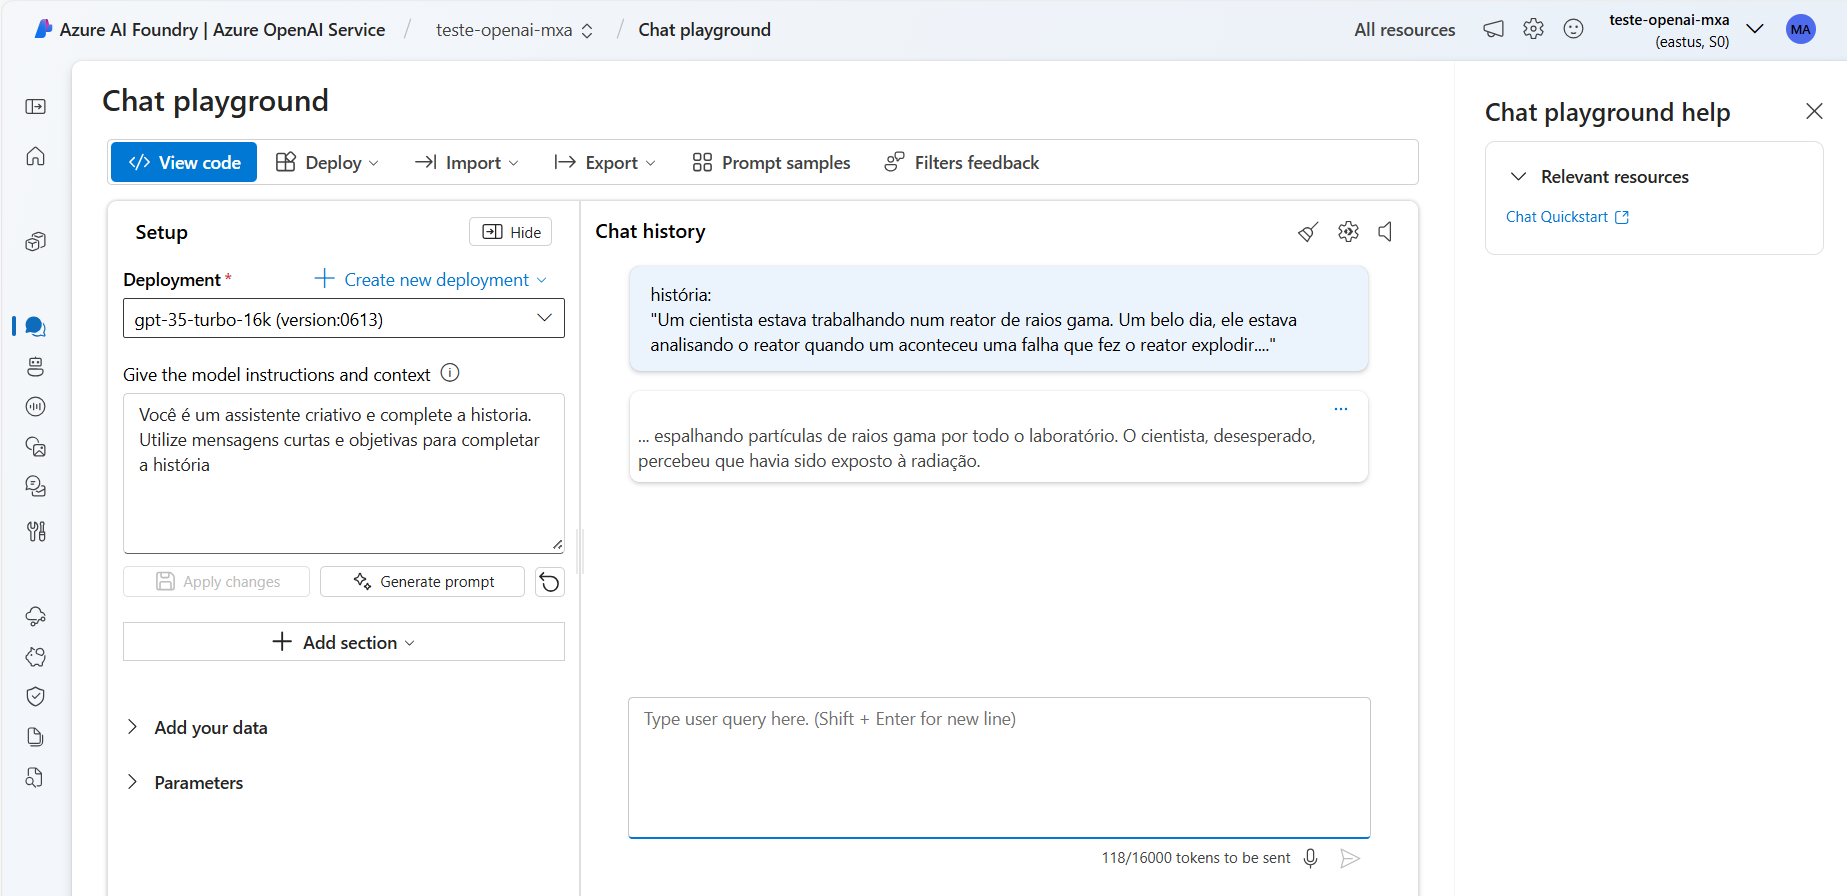 Azure AI Foundry | Azure OpenAI Service / teste-openai-mxa / Chat playground
All resources
teste-openai-mxa
(eastus, S0)
MA
Chat playground
View code
Deploy
Import
Export
Prompt samples
Filters feedback
Setup
Hide
Deployment *
Create new deployment
gpt-35-turbo-16k (version:0613)
Give the model instructions and context
Você é um assistente criativo e complete a historia.
Utilize mensagens curtas e objetivas para completar
a história
Apply changes
Generate prompt
Add section
Add your data
Parameters
Chat history
história:
"Um cientista estava trabalhando num reator de raios gama. Um belo dia, ele estava
analisando o reator quando um aconteceu uma falha que fez o reator explodir...."
... espalhando partículas de raios gama por todo o laboratório. O cientista, desesperado,
percebeu que havia sido exposto à radiação.
Type user query here. (Shift + Enter for new line)
118/16000 tokens to be sent
Chat playground help
Relevant resources
Chat Quickstart